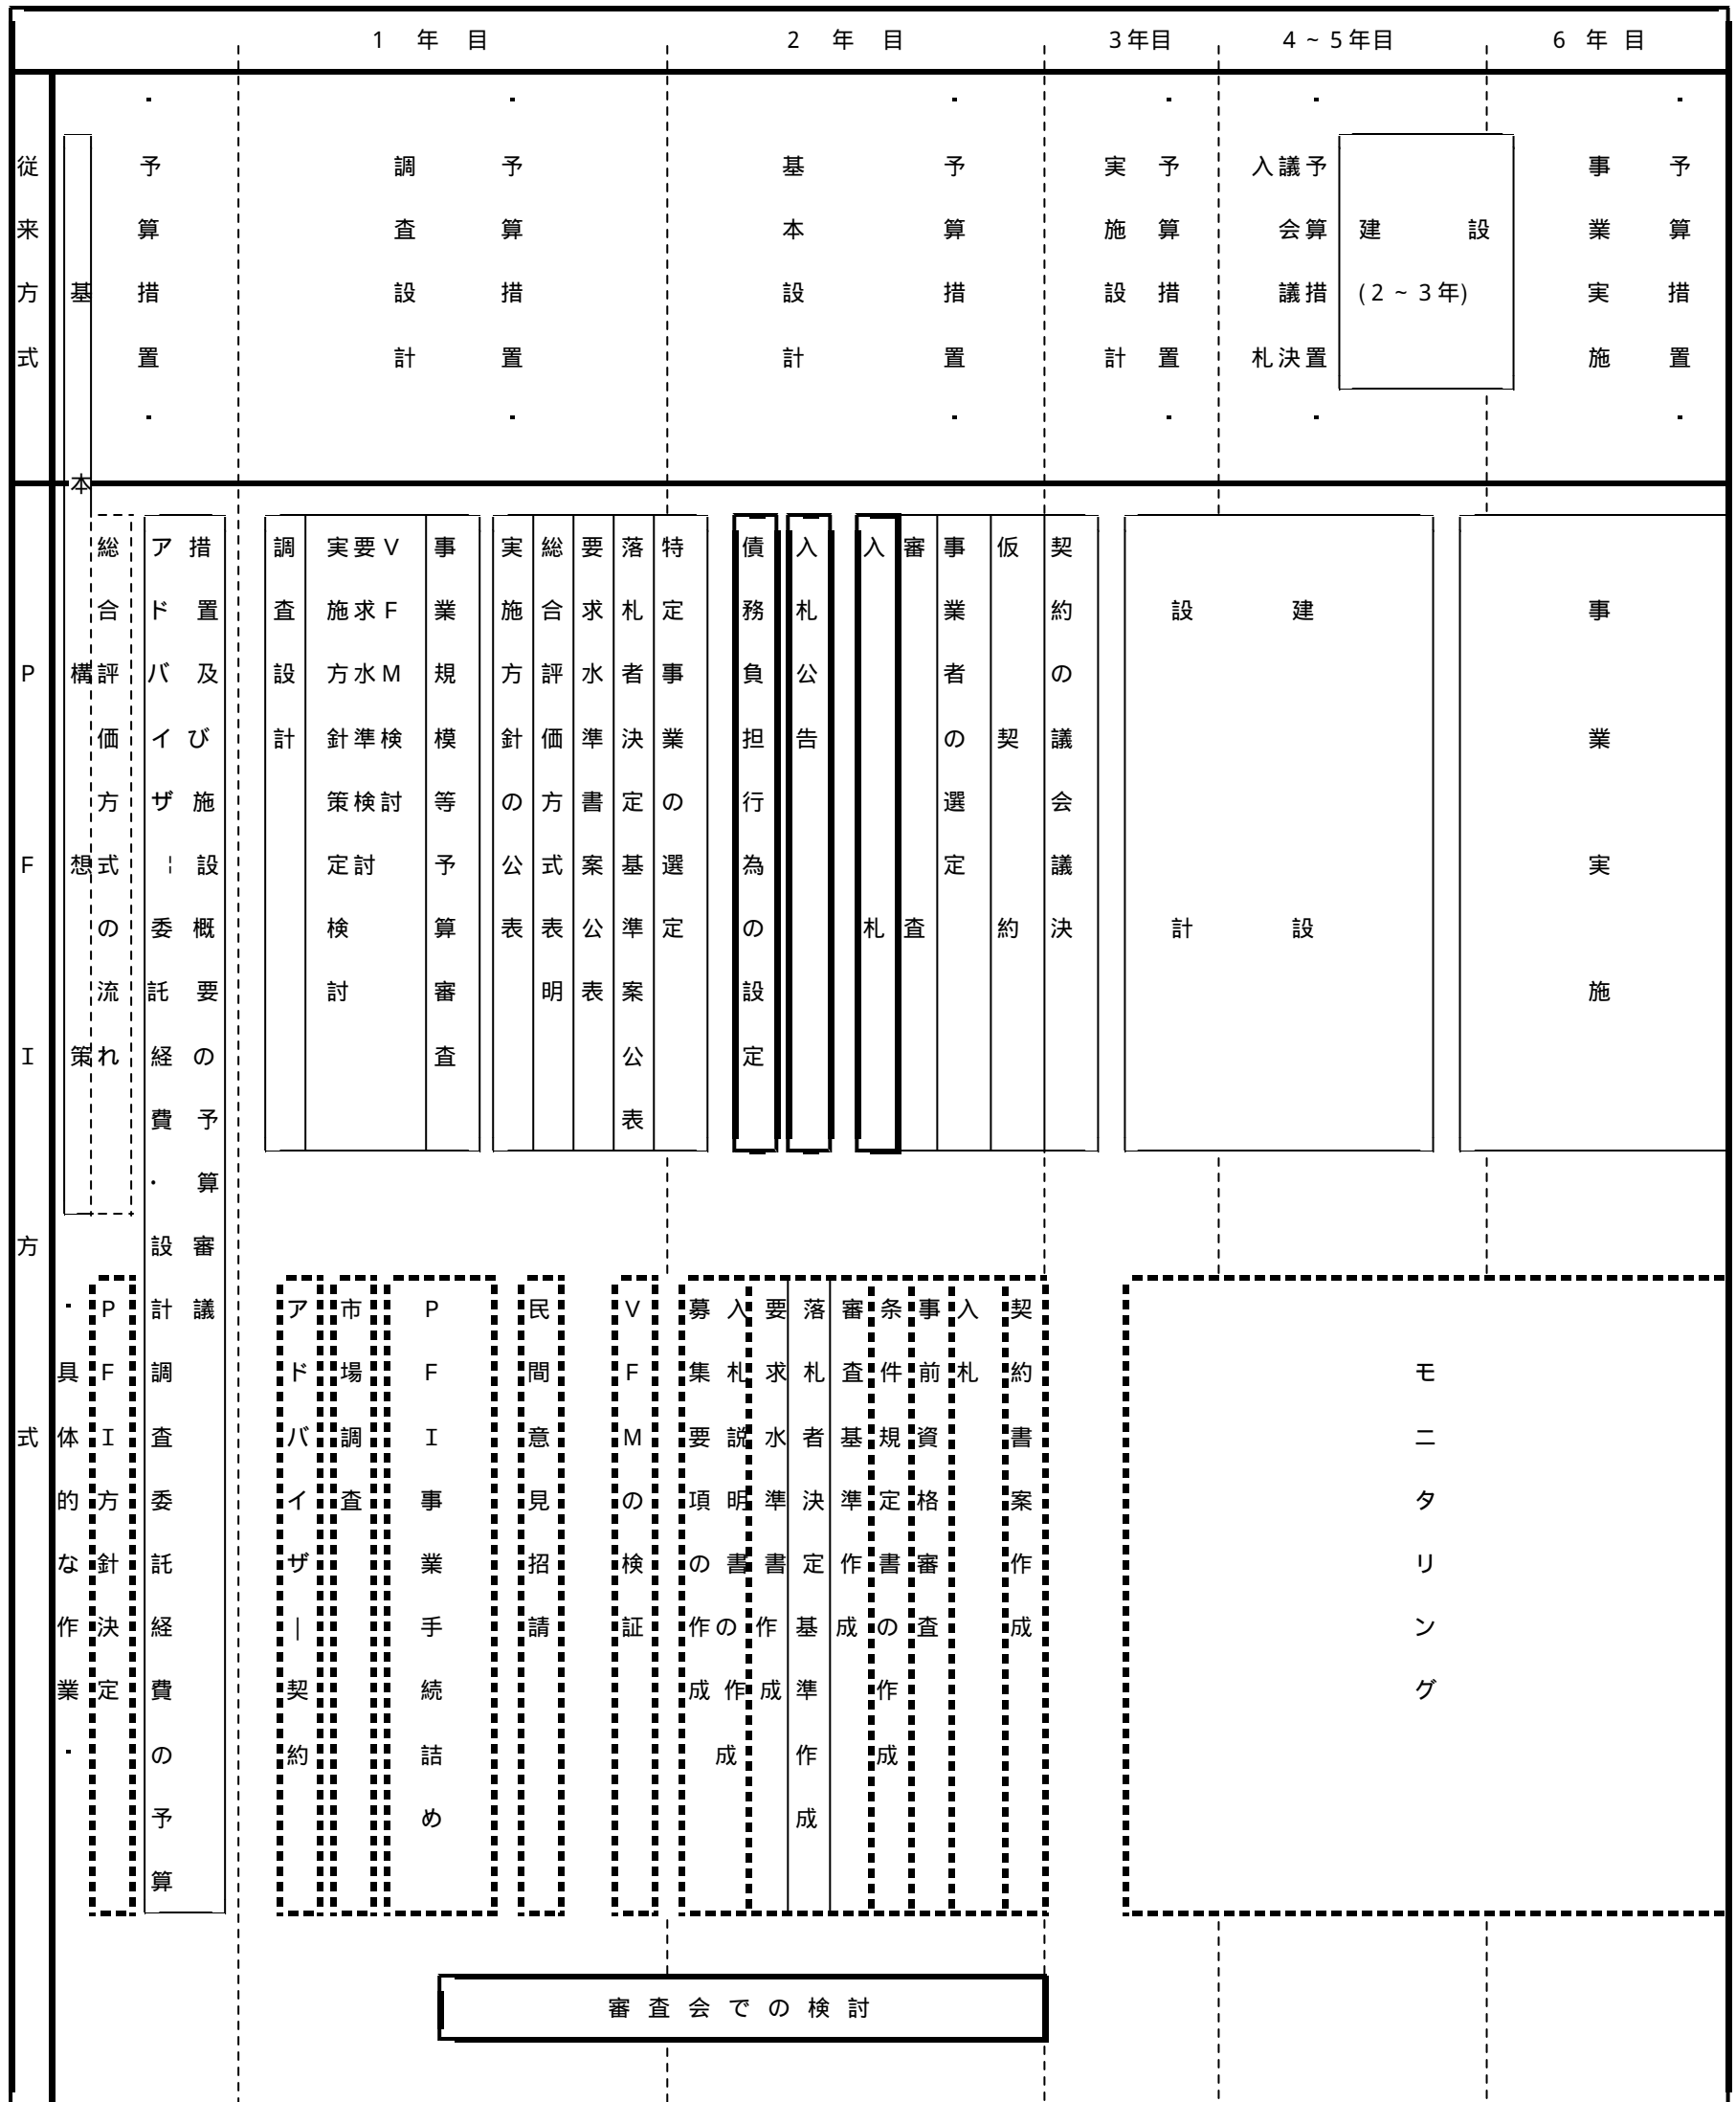 1 年 目
2 年 目
3年目
4~5年目
6 年 目
従来方式
基本構想策
・予算措置・
調査設計
・予算措置・
基本設計
・予算措置・
実施設計
・予算措置・
入札
議会議決
・予算措置・
建設
(2~3年)
事業実施
・予算措置・
PFI方式
総合評価方式の流れ
措置及び施設概要の予算審議
アドバイザ¦委託経費・設計調査委託経費の予算
調査設計
VFM検討
要求水準検討
実施方針策定検討
事業規模等予算審査
実施方針の公表
総合評価方式表明
要求水準書案公表
落札者決定基準案公表
特定事業の選定
債務負担行為の設定
入札公告
入札
審査
事業者の選定
仮契約
契約の議会議決
建設
設計
事業実施
・具体的な作業・
PFI方針決定
アドバイザ|契約
市場調査
PFI事業手続詰め
民間意見招請
VFMの検証
入札説明書の作成
募集要項の作成
要求水準書作成
落札者決定基準作成
審査基準作成
条件規定書の作成
事前資格審査
入札
契約書案作成
モニタリング
審査会での検討